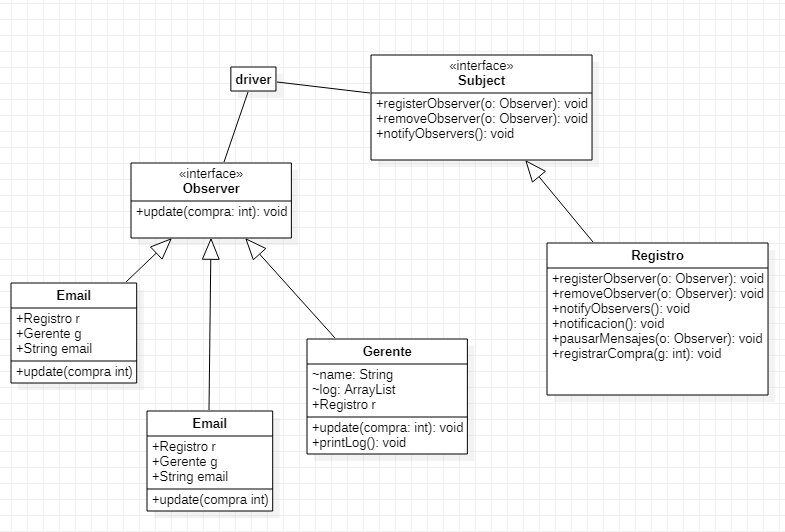 driver
«interface»
Subject
+registerObserver(o: Observer): void
+removeObserver(o: Observer): void
+notifyObservers(): void
«interface»
Observer
+update(compra: int): void
Registro
+registerObserver(o: Observer): void
+removeObserver(o: Observer): void
+notifyObservers(): void
+notificacion(): void
+pausarMensajes(o: Observer): void
+registrarCompra(g: int): void
Email
+Registro r
+Gerente g
+String email
+update(compra int)
Gerente
~name: String
~log: ArrayList
+Registro r
+update(compra: int): void
+printLog(): void
Email
+Registro r
+Gerente g
+String email
+update(compra int)